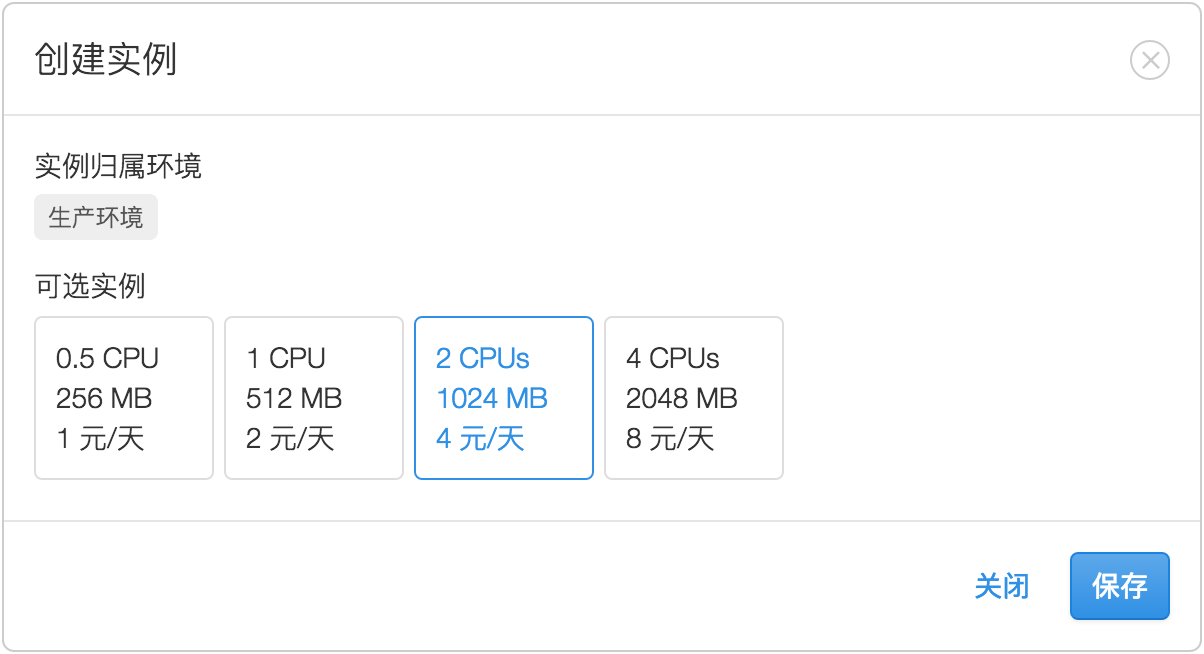 创建实例
实例归属环境
生产环境
可选实例
0.5 CPU
256 MB
1 元/天
1 CPU
512 MB
2 元/天
2 CPUs
1024 MB
4 元/天
4 CPUs
2048 MB
8 元/天
关闭
保存